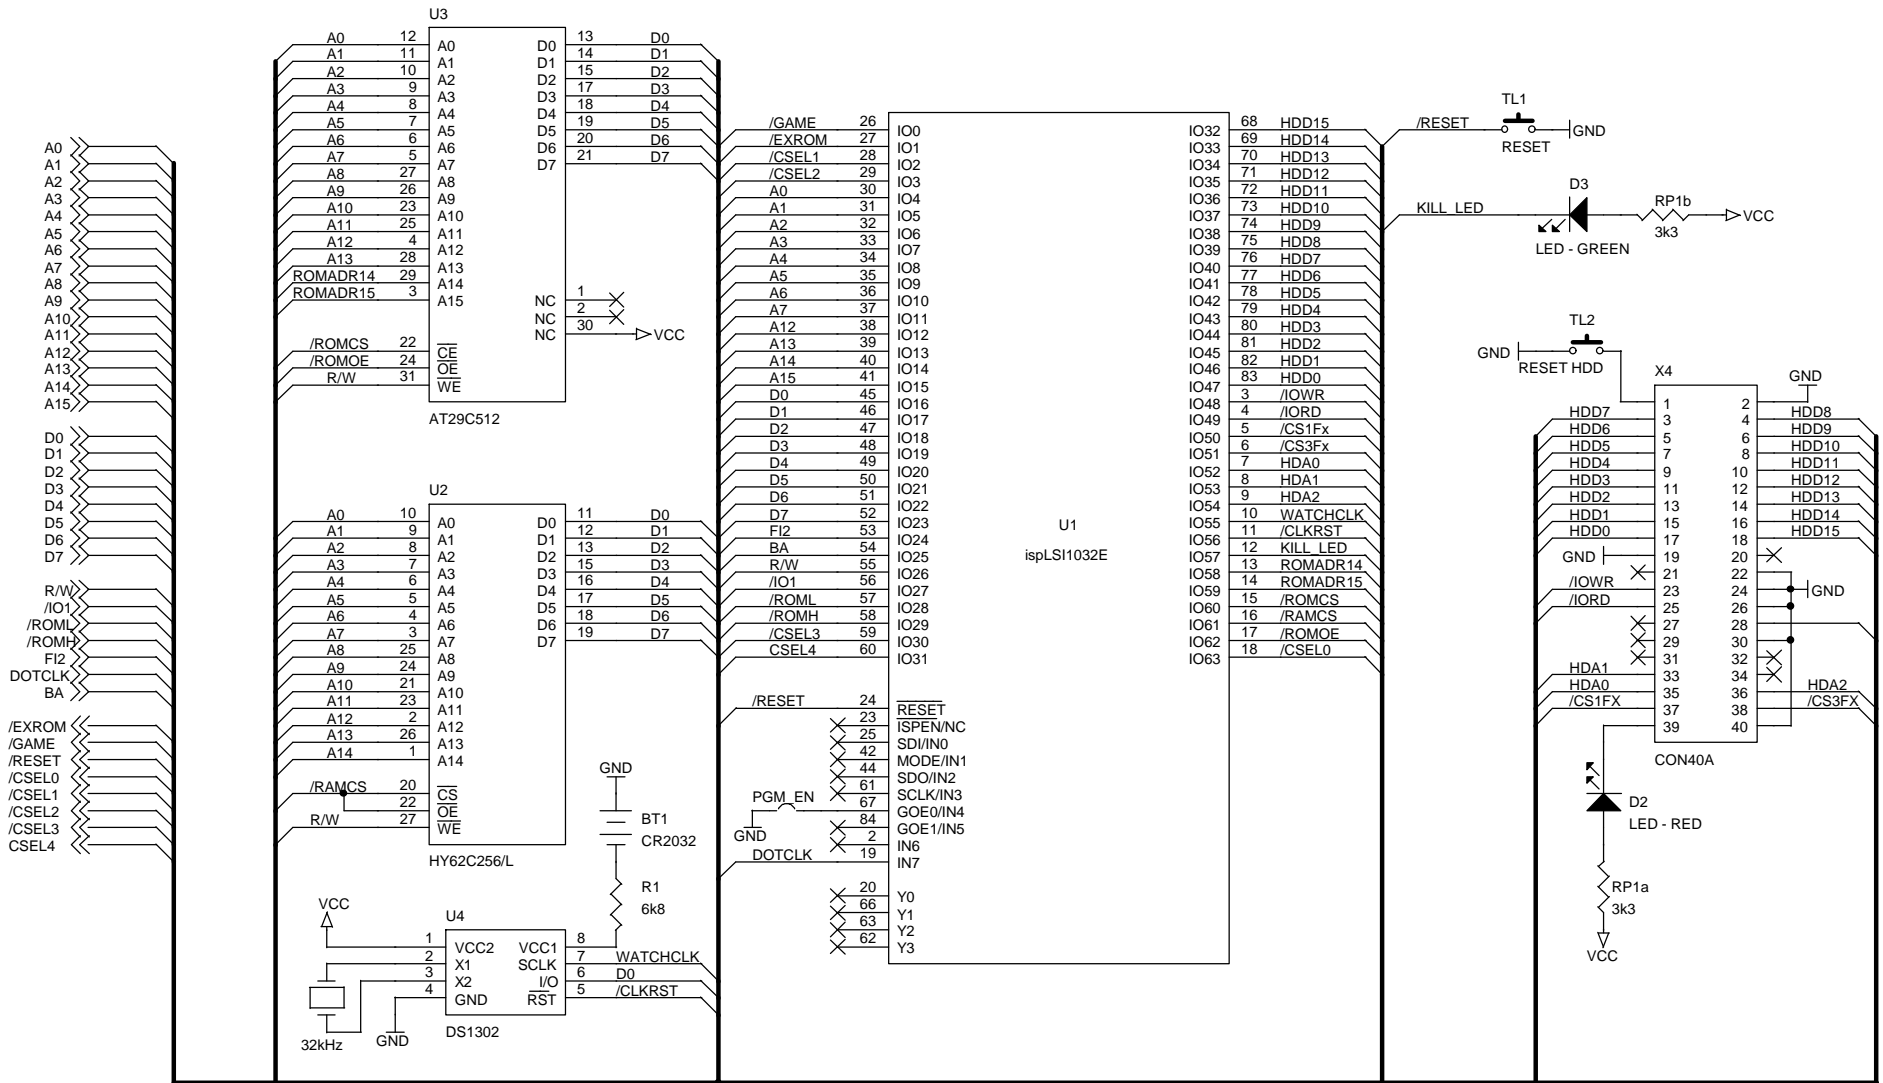 A0
A1
A2
A3
A4
A5
A6
A7
A8
A9
A10
A11
A12
A13
A14
A15
D0
D1
D2
D3
D4
D5
D6
D7
R/W
/IO1
/ROML
/ROMH
FI2
DOTCLK
BA
/EXROM
/GAME
/RESET
/CSEL0
/CSEL1
/CSEL2
/CSEL3
CSEL4
U3
A0 12 A0 D0 13 D0
A1 11 A1 D1 14 D1
A2 10 A2 D2 15 D2
A3 9 A3 D3 17 D3
A4 8 A4 D4 18 D4
A5 7 A5 D5 19 D5
A6 6 A6 D6 20 D6
A7 5 A7 D7 21 D7
A8 27 A8
A9 26 A9
A10 23 A10
A11 25 A11
A12 4 A12
A13 28 A13
ROMADR14 29 A14
ROMADR15 3 A15
NC 1
NC 2
NC 30 VCC
/ROMCS 22 CE
/ROMOE 24 OE
R/W 31 WE
AT29C512
U2
A0 10 A0 D0 11 D0
A1 9 A1 D1 12 D1
A2 8 A2 D2 13 D2
A3 7 A3 D3 15 D3
A4 6 A4 D4 16 D4
A5 5 A5 D5 17 D5
A6 4 A6 D6 18 D6
A7 3 A7 D7 19 D7
A8 25 A8
A9 24 A9
A10 21 A10
A11 23 A11
A12 2 A12
A13 26 A13
A14 1 A14
/RAMCS 20 CS
22 OE
R/W 27 WE
HY62C256/L
GND
BT1
CR2032
R1
6k8
VCC
U4
1 VCC2 VCC1 8
2 X1 SCLK 7 WATCHCLK
3 X2 I/O 6 D0
4 GND RST 5 /CLKRST
DS1302
32kHz
GND
/GAME 26 IO0 IO32 68 HDD15
/EXROM 27 IO1 IO33 69 HDD14
/CSEL1 28 IO2 IO34 70 HDD13
/CSEL2 29 IO3 IO35 71 HDD12
A0 30 IO4 IO36 72 HDD11
A1 31 IO5 IO37 73 HDD10
A2 32 IO6 IO38 74 HDD9
A3 33 IO7 IO39 75 HDD8
A4 34 IO8 IO40 76 HDD7
A5 35 IO9 IO41 77 HDD6
A6 36 IO10 IO42 78 HDD5
A7 37 IO11 IO43 79 HDD4
A12 38 IO12 IO44 80 HDD3
A13 39 IO13 IO45 81 HDD2
A14 40 IO14 IO46 82 HDD1
A15 41 IO15 IO47 83 HDD0
D0 45 IO16 IO48 3 /IOWR
D1 46 IO17 IO49 4 /IORD
D2 47 IO18 IO50 5 /CS1Fx
D3 48 IO19 IO51 6 /CS3Fx
D4 49 IO20 IO52 7 HDA0
D5 50 IO21 IO53 8 HDA1
D6 51 IO22 IO54 9 HDA2
D7 52 IO23 IO55 10 WATCHCLK
FI2 53 IO24 IO56 11 /CLKRST
BA 54 IO25 IO57 12 KILL_LED
R/W 55 IO26 IO58 13 ROMADR14
/IO1 56 IO27 IO59 14 ROMADR15
/ROML 57 IO28 IO60 15 /ROMCS
/ROMH 58 IO29 IO61 16 /RAMCS
/CSEL3 59 IO30 IO62 17 /ROMOE
CSEL4 60 IO31 IO63 18 /CSEL0
U1
ispLSI1032E
/RESET 24 RESET
23 ISPEN/NC
25 SDI/IN0
42 MODE/IN1
44 SDO/IN2
61 SCLK/IN3
PGM_EN 67 GOE0/IN4
GND
84 GOE1/IN5
2 IN6
DOTCLK 19 IN7
20 Y0
66 Y1
63 Y2
62 Y3
TL1
/RESET GND
RESET
D3
KILL_LED RP1b VCC
3k3
LED - GREEN
TL2
GND
RESET HDD
X4
GND
1 2
HDD7 3 4 HDD8
HDD6 5 6 HDD9
HDD5 7 8 HDD10
HDD4 9 10 HDD11
HDD3 11 12 HDD12
HDD2 13 14 HDD13
HDD1 15 16 HDD14
HDD0 17 18 HDD15
GND 19 20
21 22
/IOWR 23 24 GND
/IORD 25 26
27 28
29 30
31 32
HDA1 33 34
HDA0 35 36 HDA2
/CS1FX 37 38 /CS3FX
39 40
CON40A
D2
LED - RED
RP1a
3k3
VCC